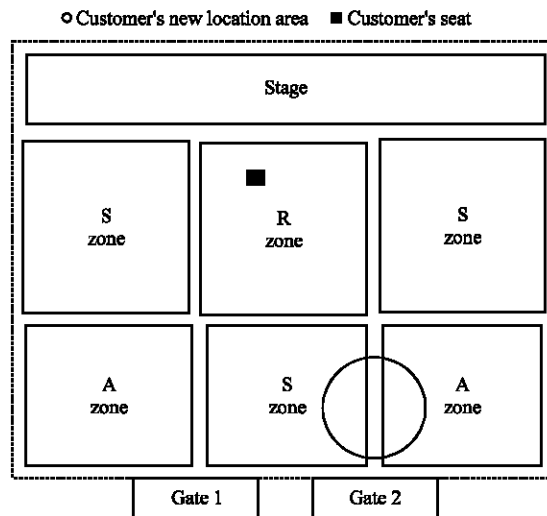 Customer's new location area Customer's seat
Stage
S
zone
R
zone
S
zone
A
zone
S
zone
A
zone
Gate 1
Gate 2